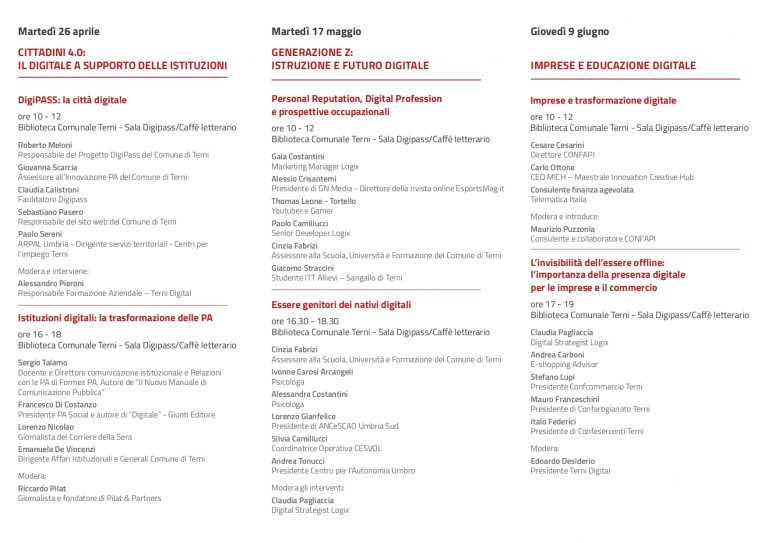 Martedì 26 aprile
CITTADINI 4.0:
IL DIGITALE A SUPPORTO DELLE ISTITUZIONI
DigiPASS: la città digitale
ore 10 - 12
Biblioteca Comunale Terni - Sala Digipass/Caffè letterario
Roberto Meloni
Responsabile del Progetto DigiPass del Comune di Terni
Giovanna Scarcia
Assessore all'Innovazione PA del Comune di Terni
Claudia Calistroni
Facilitatore Digipass
Sebastiano Pasero
Responsabile del sito web del Comune di Terni
Paolo Sereni
ARPAL Umbria - Dirigente servizi territoriali - Centri per
l'impiego Terni
Modera e interviene:
Alessandro Pieroni
Responsabile Formazione Aziendale – Terni Digital
Istituzioni digitali: la trasformazione delle PA
ore 16 - 18
Biblioteca Comunale Terni - Sala Digipass/Caffè letterario
Sergio Talamo
Docente e Direttore comunicazione istituzionale e Relazioni
con le PA di Formez PA. Autore de "Il Nuovo Manuale di
Comunicazione Pubblica"
Francesco Di Costanzo
Presidente PA Social e autore di "Digitale" - Giunti Editore
Lorenzo Nicolao
Giornalista del Corriere della Sera
Emanuela De Vincenzi
Dirigente Affari Istituzionali e Generali Comune di Terni
Modera:
Riccardo Pilat
Giornalista e fondatore di Pilat & Partners
Martedì 17 maggio
GENERAZIONE Z:
ISTRUZIONE E FUTURO DIGITALE
Personal Reputation, Digital Profession
e prospettive occupazionali
ore 10 - 12
Biblioteca Comunale Terni - Sala Digipass/Caffè letterario
Gaia Costantini
Marketing Manager Logix
Alessio Crisantemi
Presidente di GN Media - Direttore della rivista online EsportsMag.it
Thomas Leone - Tortello
Youtuber e Gamer
Paolo Camillucci
Senior Developer Logix
Cinzia Fabrizi
Assessore alla Scuola, Università e Formazione del Comune di Terni
Giacomo Straccini
Studente ITT Allievi – Sangallo di Terni
Essere genitori dei nativi digitali
ore 16.30 - 18.30
Biblioteca Comunale Terni - Sala Digipass/Caffè letterario
Cinzia Fabrizi
Assessore alla Scuola, Università e Formazione del Comune di Terni
Ivonne Carosi Arcangeli
Psicologa
Alessandra Costantini
Psicologa
Lorenzo Gianfelice
Presidente di ANCeSCAO Umbria Sud
Silvia Camillucci
Coordinatrice Operativa CESVOL
Andrea Tonucci
Presidente Centro per l'Autonomia Umbro
Modera gli interventi:
Claudia Pagliaccia
Digital Strategist Logix
Giovedì 9 giugno
IMPRESE E EDUCAZIONE DIGITALE
Imprese e trasformazione digitale
ore 10 - 12
Biblioteca Comunale Terni - Sala Digipass/Caffè letterario
Cesare Cesarini
Direttore CONFAPI
Carlo Ottone
CEO MICH – Maestrale Innovation Creative Hub
Consulente finanza agevolata
Telematica Italia
Modera e introduce:
Maurizio Puzzonia
Consulente e collaboratore CONFAPI
L'invisibilità dell'essere offline:
l'importanza della presenza digitale
per le imprese e il commercio
ore 17 - 19
Biblioteca Comunale Terni - Sala Digipass/Caffè letterario
Claudia Pagliaccia
Digital Strategist Logix
Andrea Carboni
E-shopping Advisor
Stefano Lupi
Presidente Confcommercio Terni
Mauro Franceschini
Presidente di Confartigianato Terni
Italo Federici
Presidente di Confesercenti Terni
Modera:
Edoardo Desiderio
Presidente Terni Digital